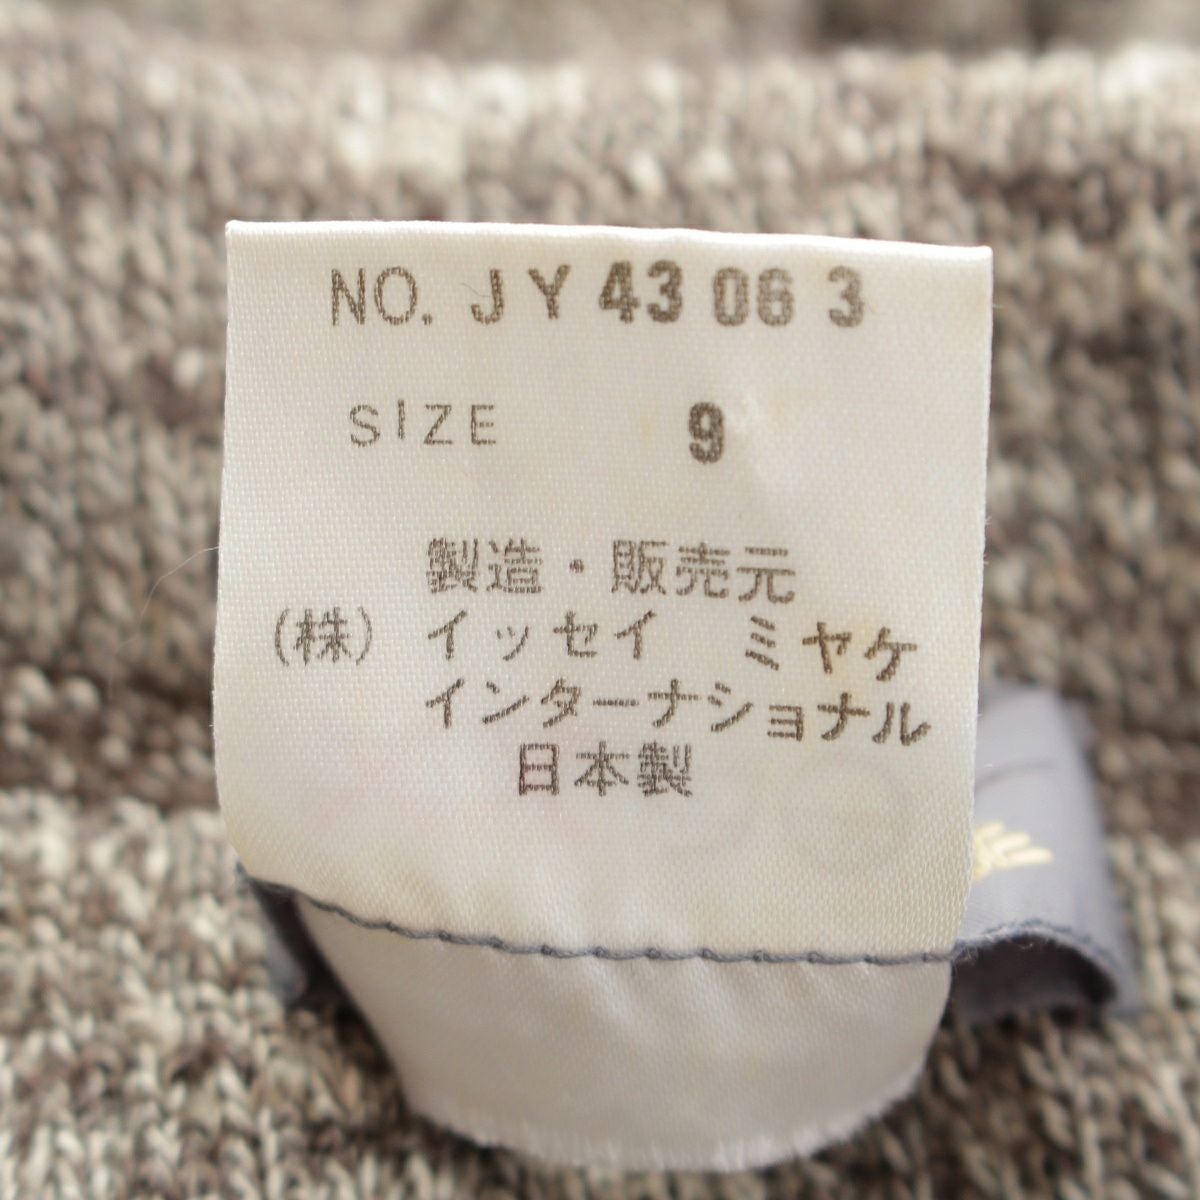 NO. JY 43 06 3
SIZE 9
製造・販売元
(株) イッセイ ミヤケ
インターナショナル
日本製